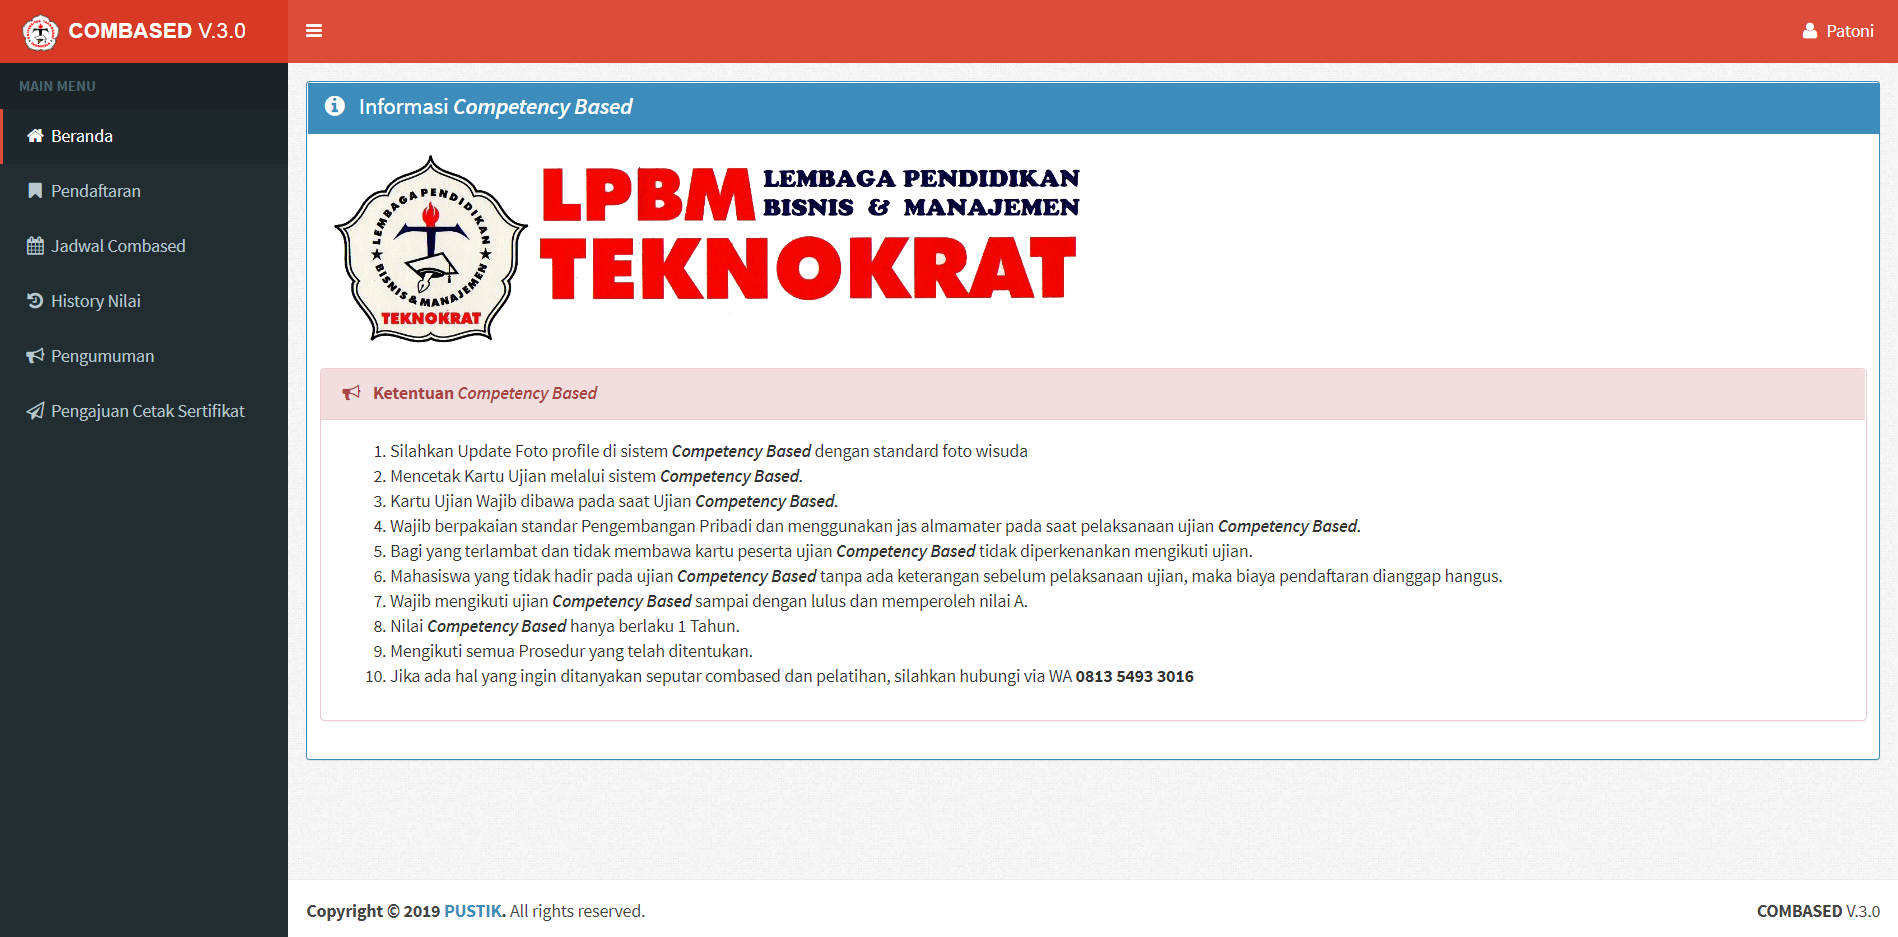 COMBASED V.3.0
Patoni
MAIN MENU
Beranda
Pendaftaran
Jadwal Combased
History Nilai
Pengumuman
Pengajuan Cetak Sertifikat
Informasi Competency Based
LEMBAGA PENDIDIKAN
BISNIS & MANAJEMEN
TEKNOKRAT
LPBM LEMBAGA PENDIDIKAN
BISNIS & MANAJEMEN
TEKNOKRAT
Ketentuan Competency Based
1. Silahkan Update Foto profile di sistem Competency Based dengan standard foto wisuda
2. Mencetak Kartu Ujian melalui sistem Competency Based.
3. Kartu Ujian Wajib dibawa pada saat Ujian Competency Based.
4. Wajib berpakaian standar Pengembangan Pribadi dan menggunakan jas almamater pada saat pelaksanaan ujian Competency Based.
5. Bagi yang terlambat dan tidak membawa kartu peserta ujian Competency Based tidak diperkenankan mengikuti ujian.
6. Mahasiswa yang tidak hadir pada ujian Competency Based tanpa ada keterangan sebelum pelaksanaan ujian, maka biaya pendaftaran dianggap hangus.
7. Wajib mengikuti ujian Competency Based sampai dengan lulus dan memperoleh nilai A.
8. Nilai Competency Based hanya berlaku 1 Tahun.
9. Mengikuti semua Prosedur yang telah ditentukan.
10. Jika ada hal yang ingin ditanyakan seputar combased dan pelatihan, silahkan hubungi via WA 0813 5493 3016
Copyright © 2019 PUSTIK. All rights reserved.
COMBASED V.3.0